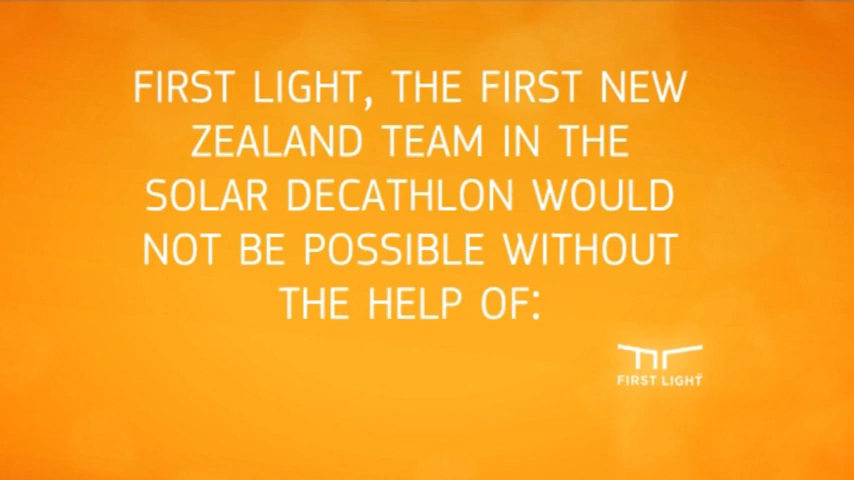 FIRST LIGHT, THE FIRST NEW
ZEALAND TEAM IN THE
SOLAR DECATHLON WOULD
NOT BE POSSIBLE WITHOUT
THE HELP OF:
FIRST LIGHT